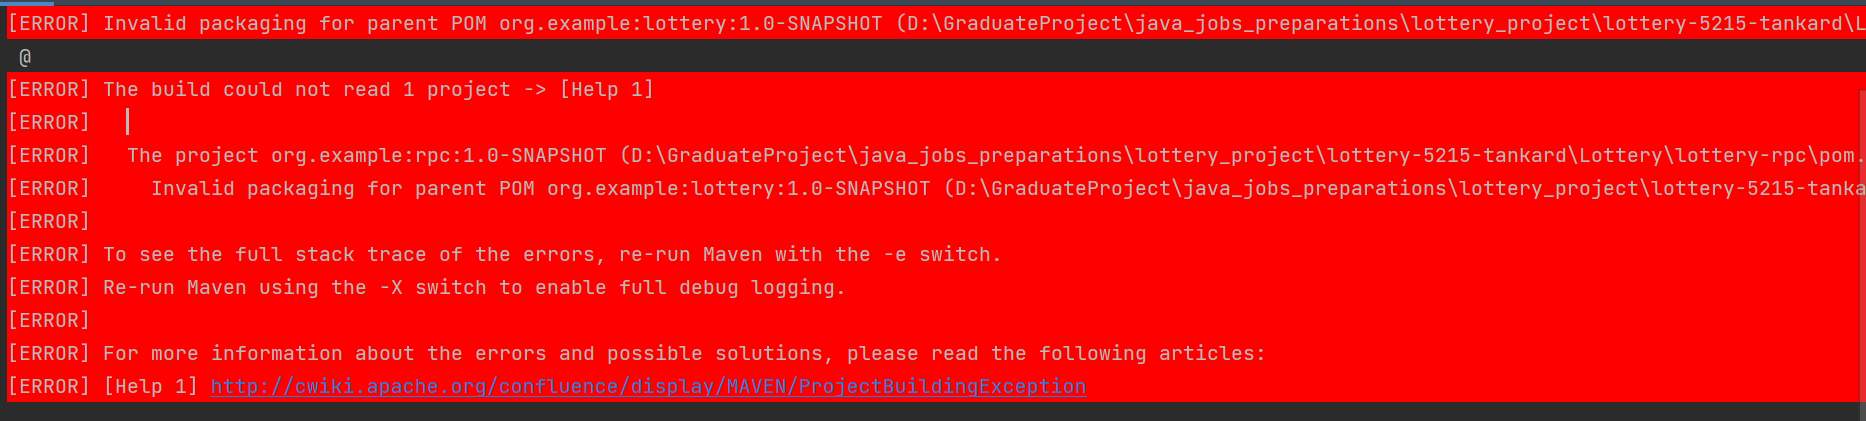 [ERROR] Invalid packaging for parent POM org.example:lottery:1.0-SNAPSHOT (D:\GraduateProject\java_jobs_preparations\lottery_project\lottery-5215-tankard\L
@
[ERROR] The build could not read 1 project -> [Help 1]
[ERROR]
[ERROR]   The project org.example:rpc:1.0-SNAPSHOT (D:\GraduateProject\java_jobs_preparations\lottery_project\lottery-5215-tankard\Lottery\lottery-rpc\pom.
[ERROR]     Invalid packaging for parent POM org.example:lottery:1.0-SNAPSHOT (D:\GraduateProject\java_jobs_preparations\lottery_project\lottery-5215-tanka
[ERROR]
[ERROR] To see the full stack trace of the errors, re-run Maven with the -e switch.
[ERROR] Re-run Maven using the -X switch to enable full debug logging.
[ERROR]
[ERROR] For more information about the errors and possible solutions, please read the following articles:
[ERROR] [Help 1] http://cwiki.apache.org/confluence/display/MAVEN/ProjectBuildingException